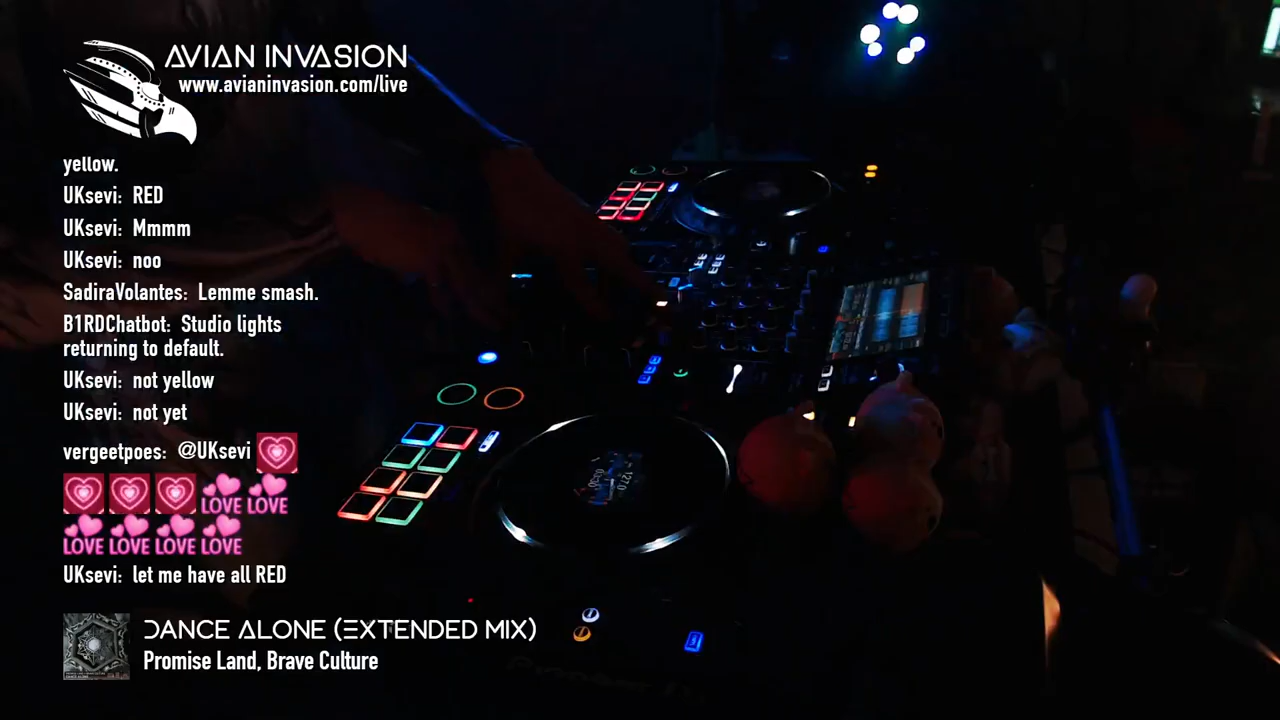 AVIAN INVASION
www.avianinvasion.com/live
yellow.
UKsevi: RED
UKsevi: Mmmm
UKsevi: noo
SadiraVolantes: Lemme smash.
B1RDChatbot: Studio lights
returning to default.
UKsevi: not yellow
UKsevi: not yet
vergeetpoes: @UKsevi
LOVE LOVE
LOVE LOVE LOVE LOVE
UKsevi: let me have all RED
DANCE ALONE (EXTENDED MIX)
Promise Land, Brave Culture
127.0